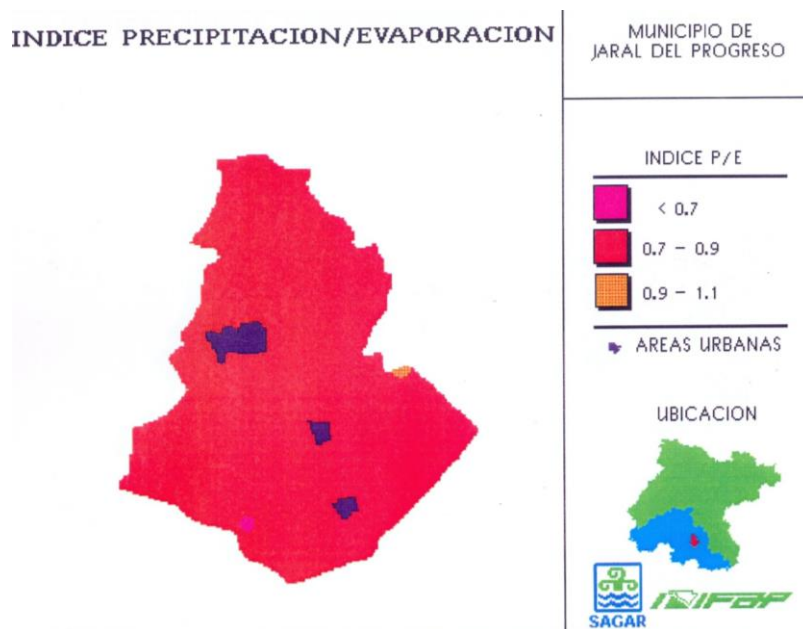 INDICE PRECIPITACION/EVAPORACION
MUNICIPIO DE
JARAL DEL PROGRESO
INDICE P/E
< 0.7
0.7 - 0.9
0.9 - 1.1
AREAS URBANAS
UBICACION
SAGAR
INIFAP